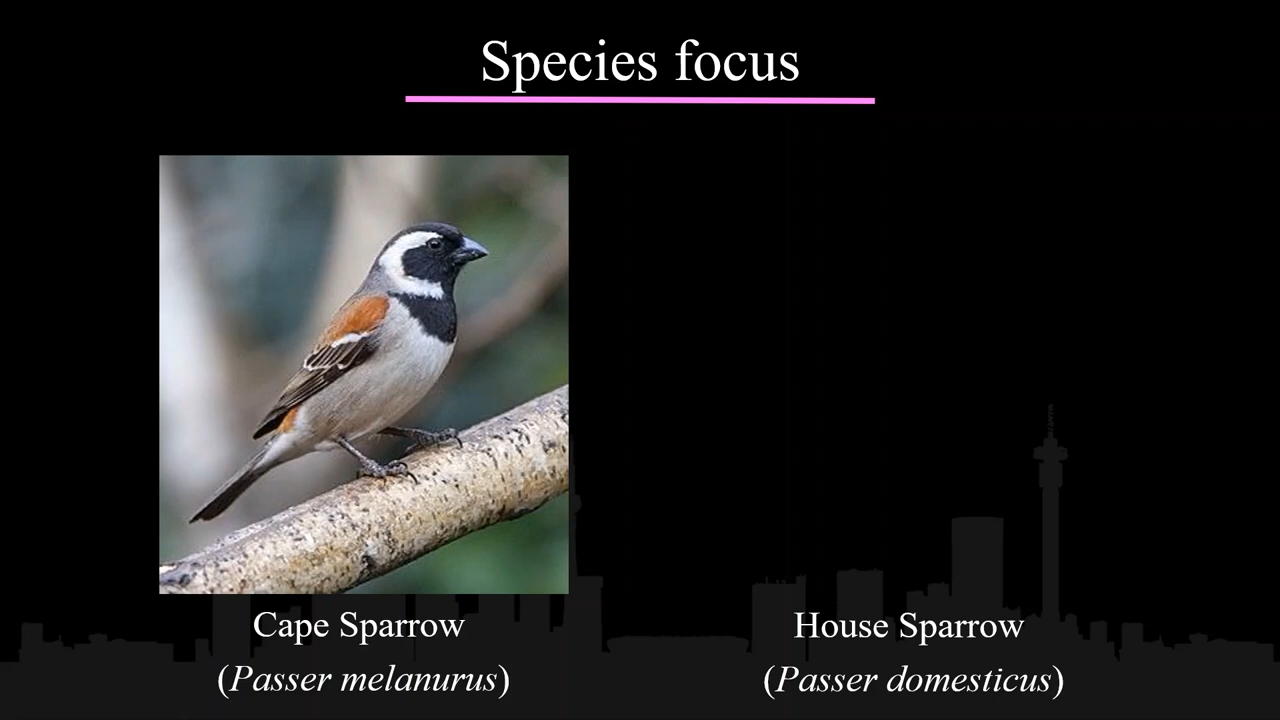 Species focus
Cape Sparrow
(Passer melanurus)
House Sparrow
(Passer domesticus)